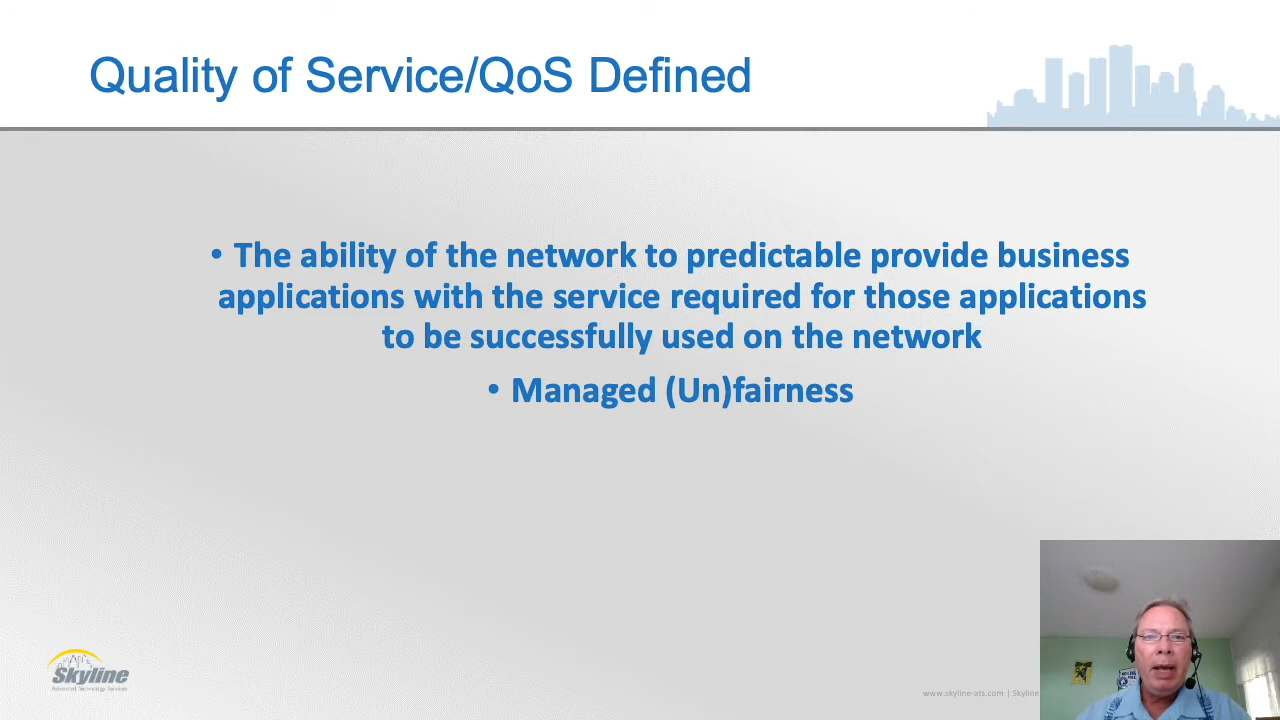 Quality of Service/QoS Defined
• The ability of the network to predictable provide business
applications with the service required for those applications
to be successfully used on the network
• Managed (Un)fairness
Skyline
Advanced Technology Services
www.skyline-ats.com | Skyline